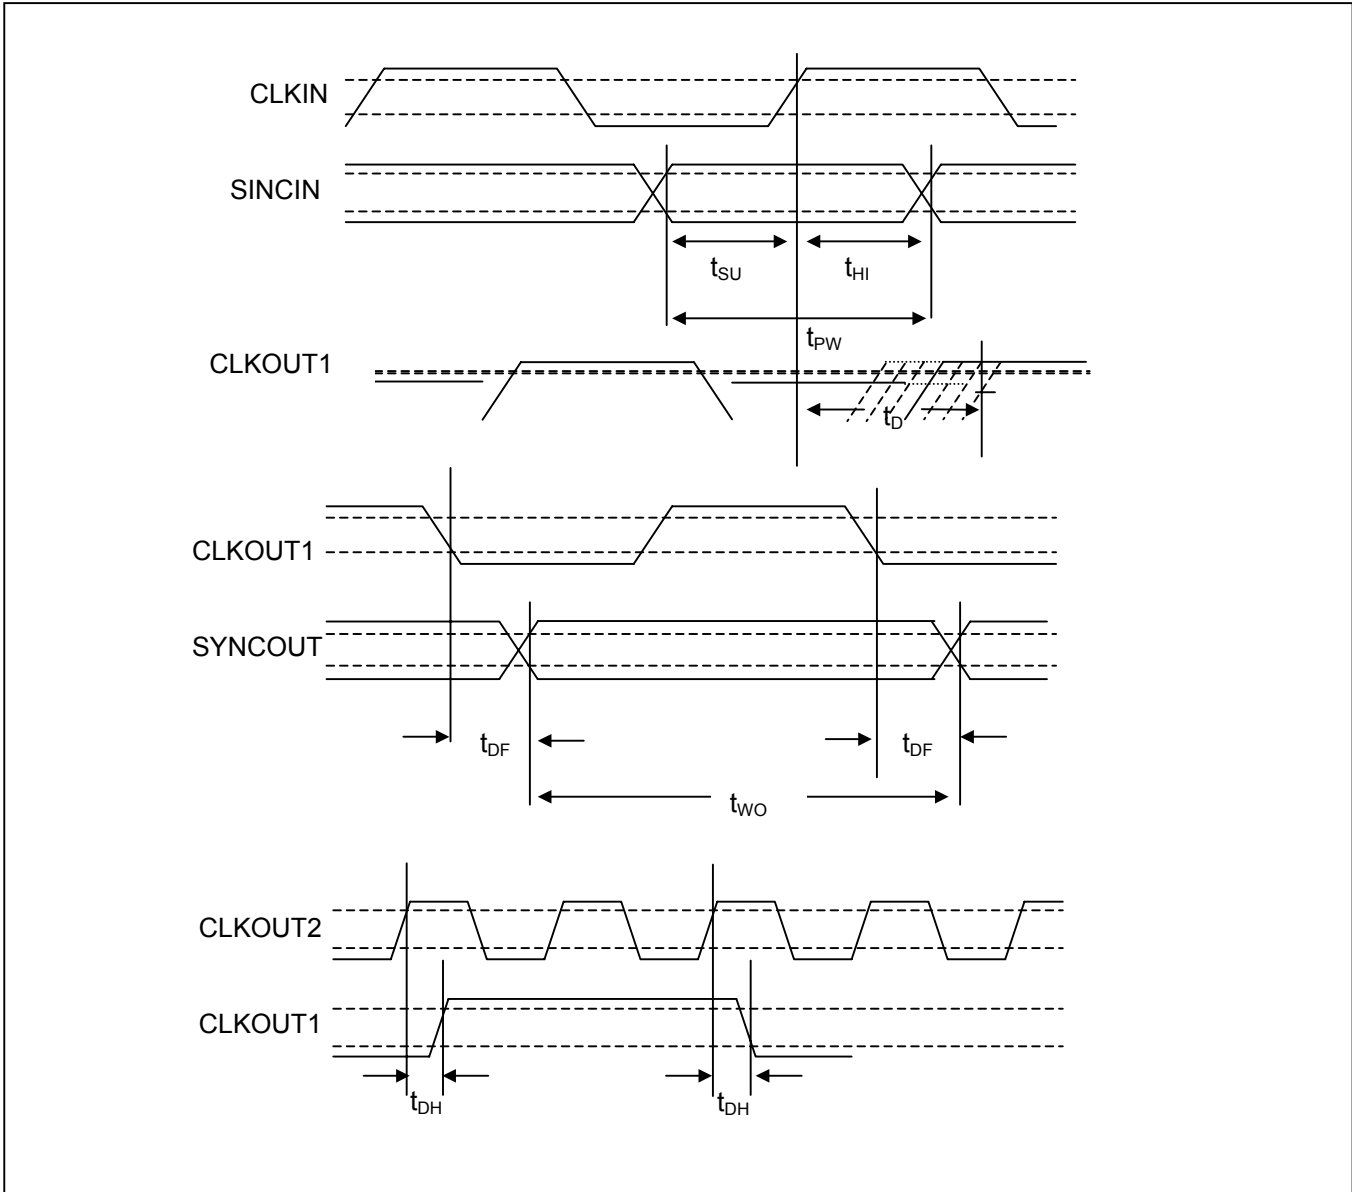 CLKIN
SINCIN
tSU
tHI
tPW
CLKOUT1
tD
CLKOUT1
SYNCOUT
tDF
tDF
tWO
CLKOUT2
CLKOUT1
tDH
tDH